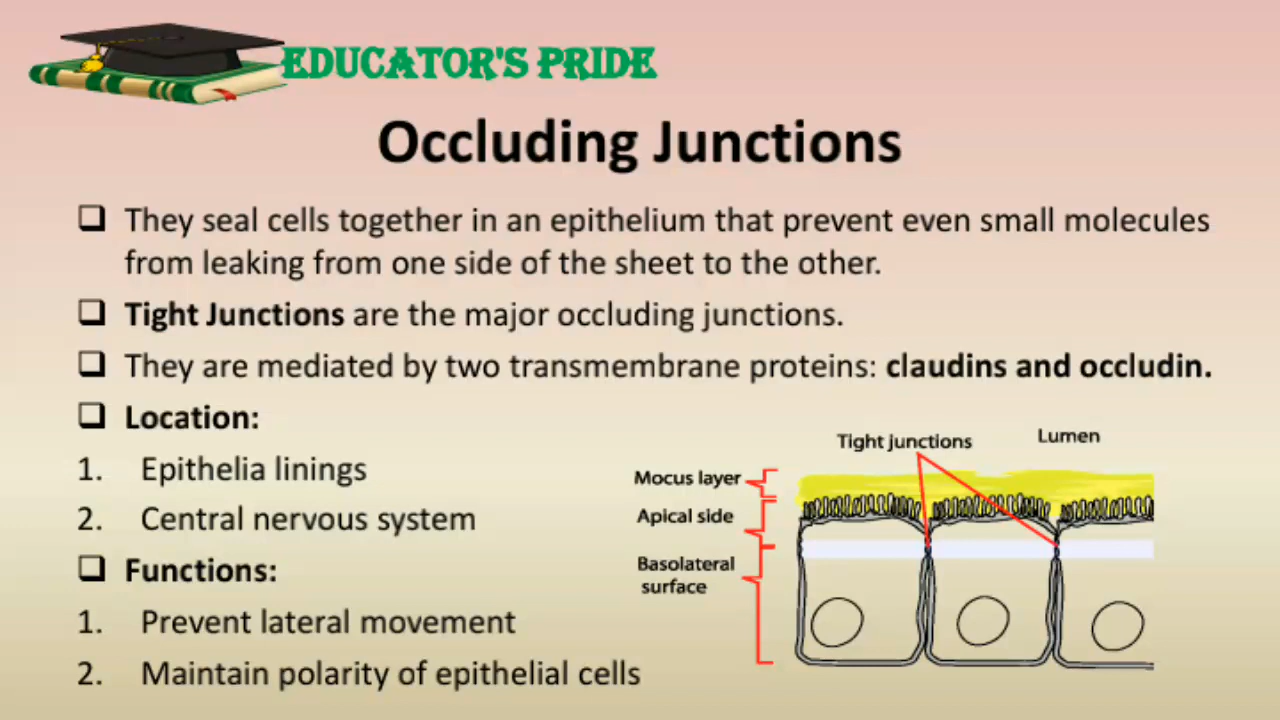 EDUCATOR'S PRIDE
Occluding Junctions
They seal cells together in an epithelium that prevent even small molecules
from leaking from one side of the sheet to the other.
Tight Junctions are the major occluding junctions.
They are mediated by two transmembrane proteins: claudins and occludin.
Location:
1. Epithelia linings
2. Central nervous system
Functions:
1. Prevent lateral movement
2. Maintain polarity of epithelial cells
Tight junctions
Lumen
Mocus layer
Apical side
Basolateral
surface